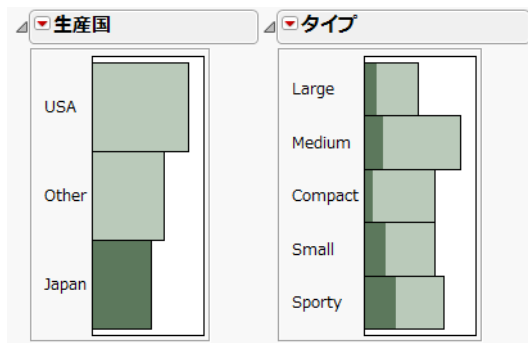 生産国
USA
Other
Japan
タイプ
Large
Medium
Compact
Small
Sporty